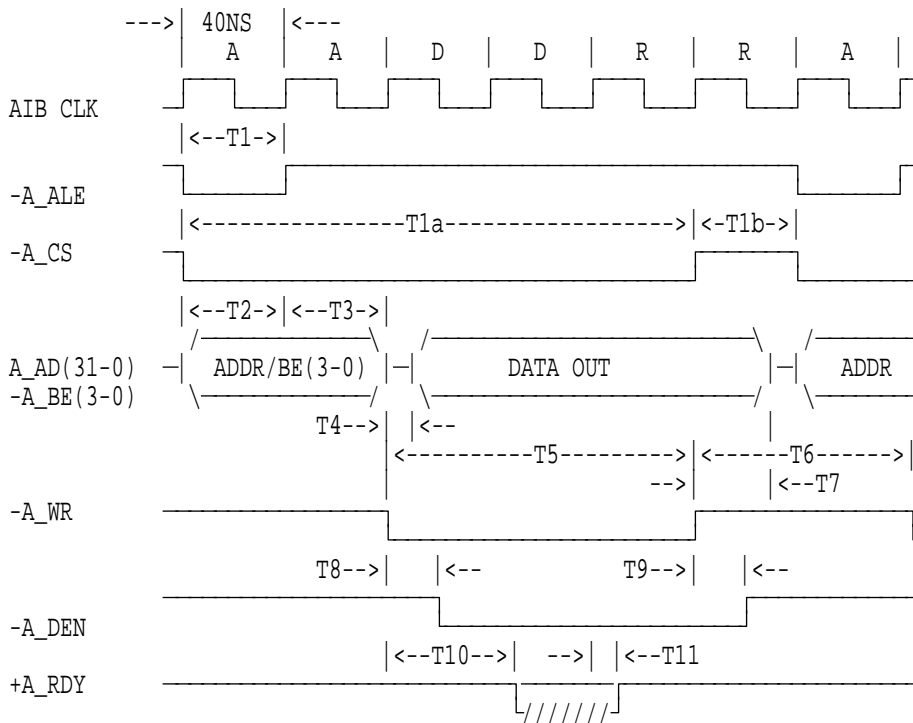 --->| 40NS |<---
| A | A | D | D | R | R | A |
AIB CLK
|<--T1->|
-A_ALE
|<----------------T1a------------------->|<-T1b->|
-A_CS
|<--T2->|<--T3->|
A_AD(31-0) ADDR/BE(3-0) DATA OUT ADDR
-A_BE(3-0)
T4-->| |<--
|<----------T5---------->|<------T6------>|
-->| |<--T7
-A_WR
T8-->| |<-- T9-->| |<--
-A_DEN
|<--T10-->| -->| |<--T11
+A_RDY
///////